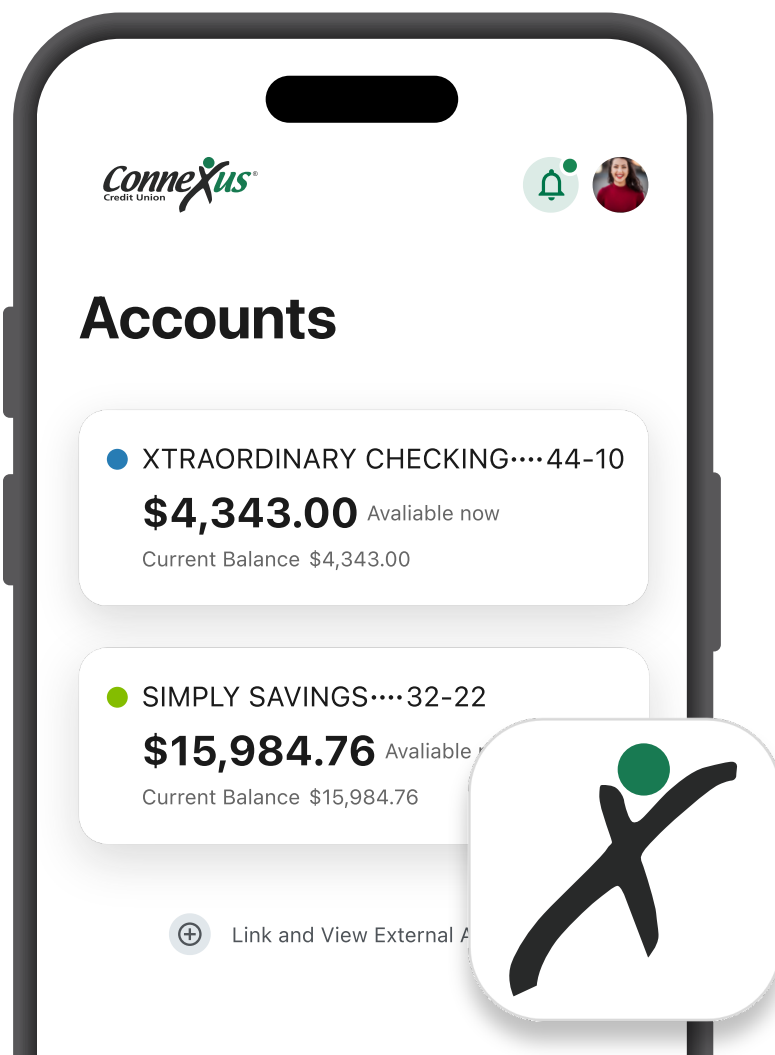 Connexus®
Credit Union
Accounts
XTRAORDINARY CHECKING····44-10
$4,343.00 Avaliable now
Current Balance $4,343.00
SIMPLY SAVINGS····32-22
$15,984.76 Avaliable
Current Balance $15,984.76
Link and View External